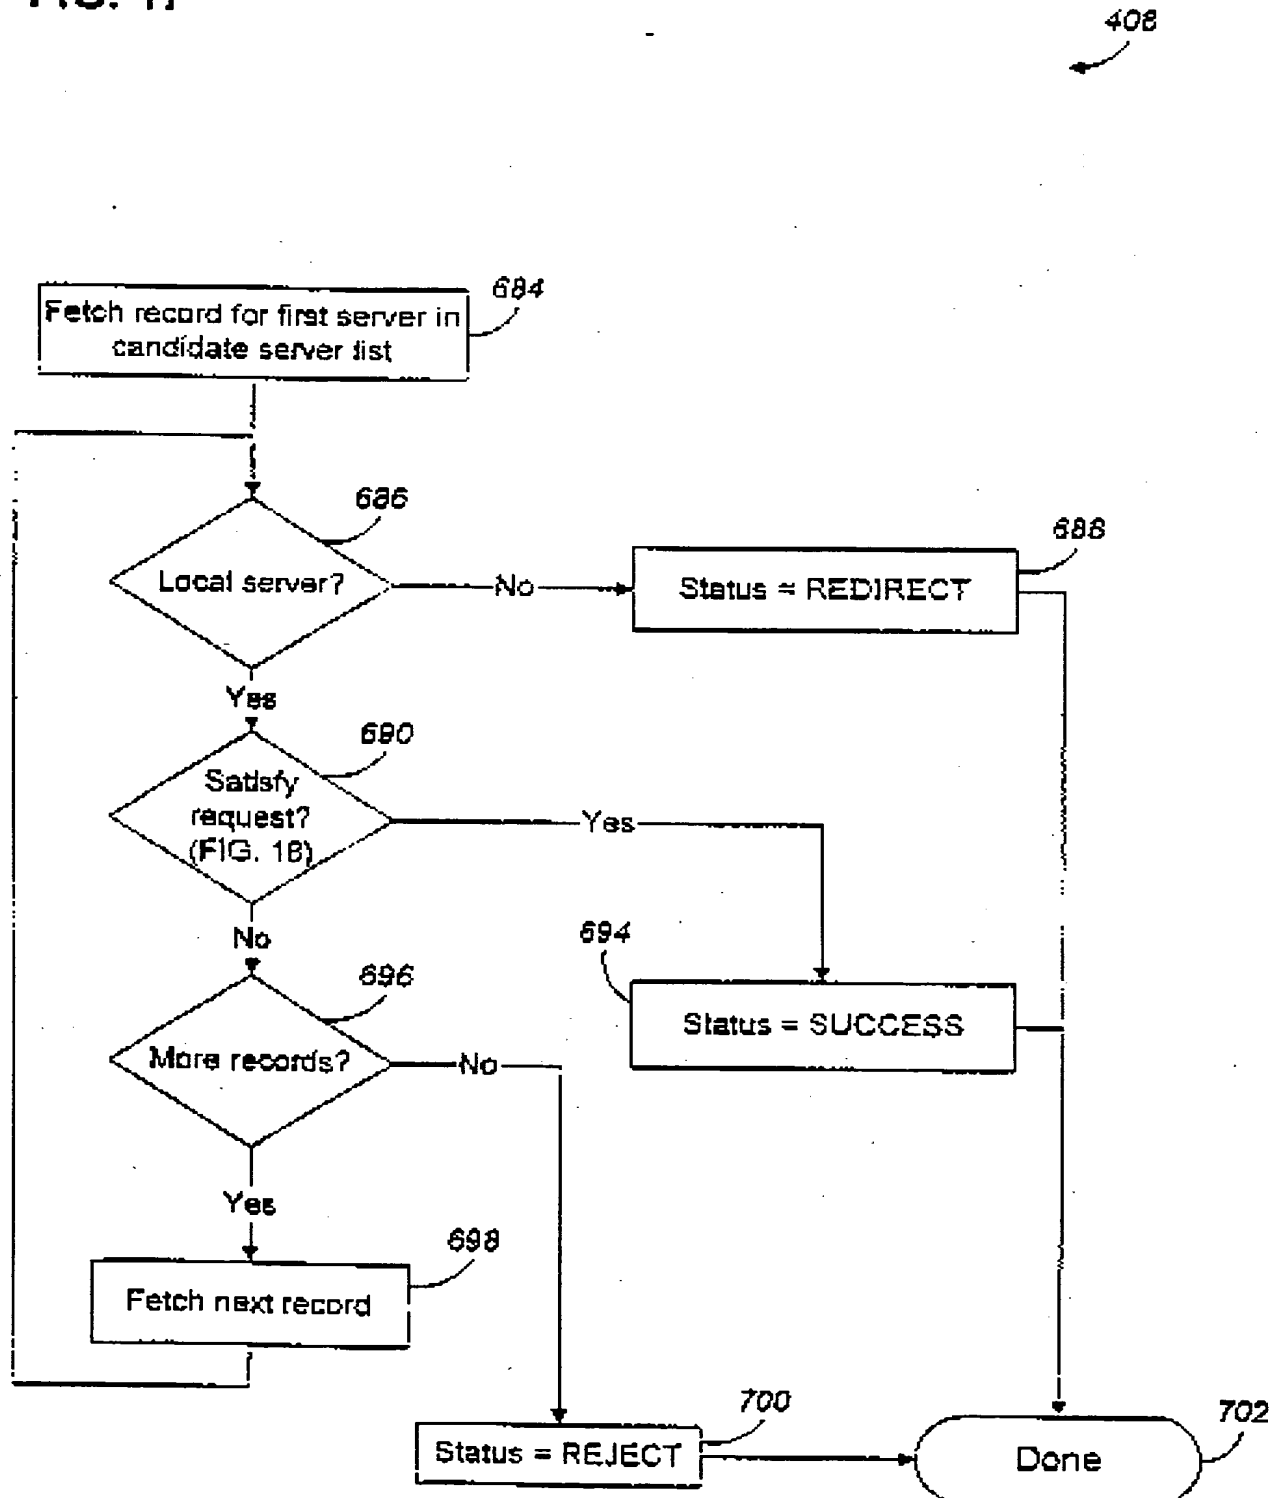 408
684
Fetch record for first server in
candidate server list
686
Local server?
No
688
Status = REDIRECT
Yes
690
Satisfy
request?
(FIG. 18)
Yes
No
694
Status = SUCCESS
696
More records?
No
Yes
698
Fetch next record
700
Status = REJECT
702
Done